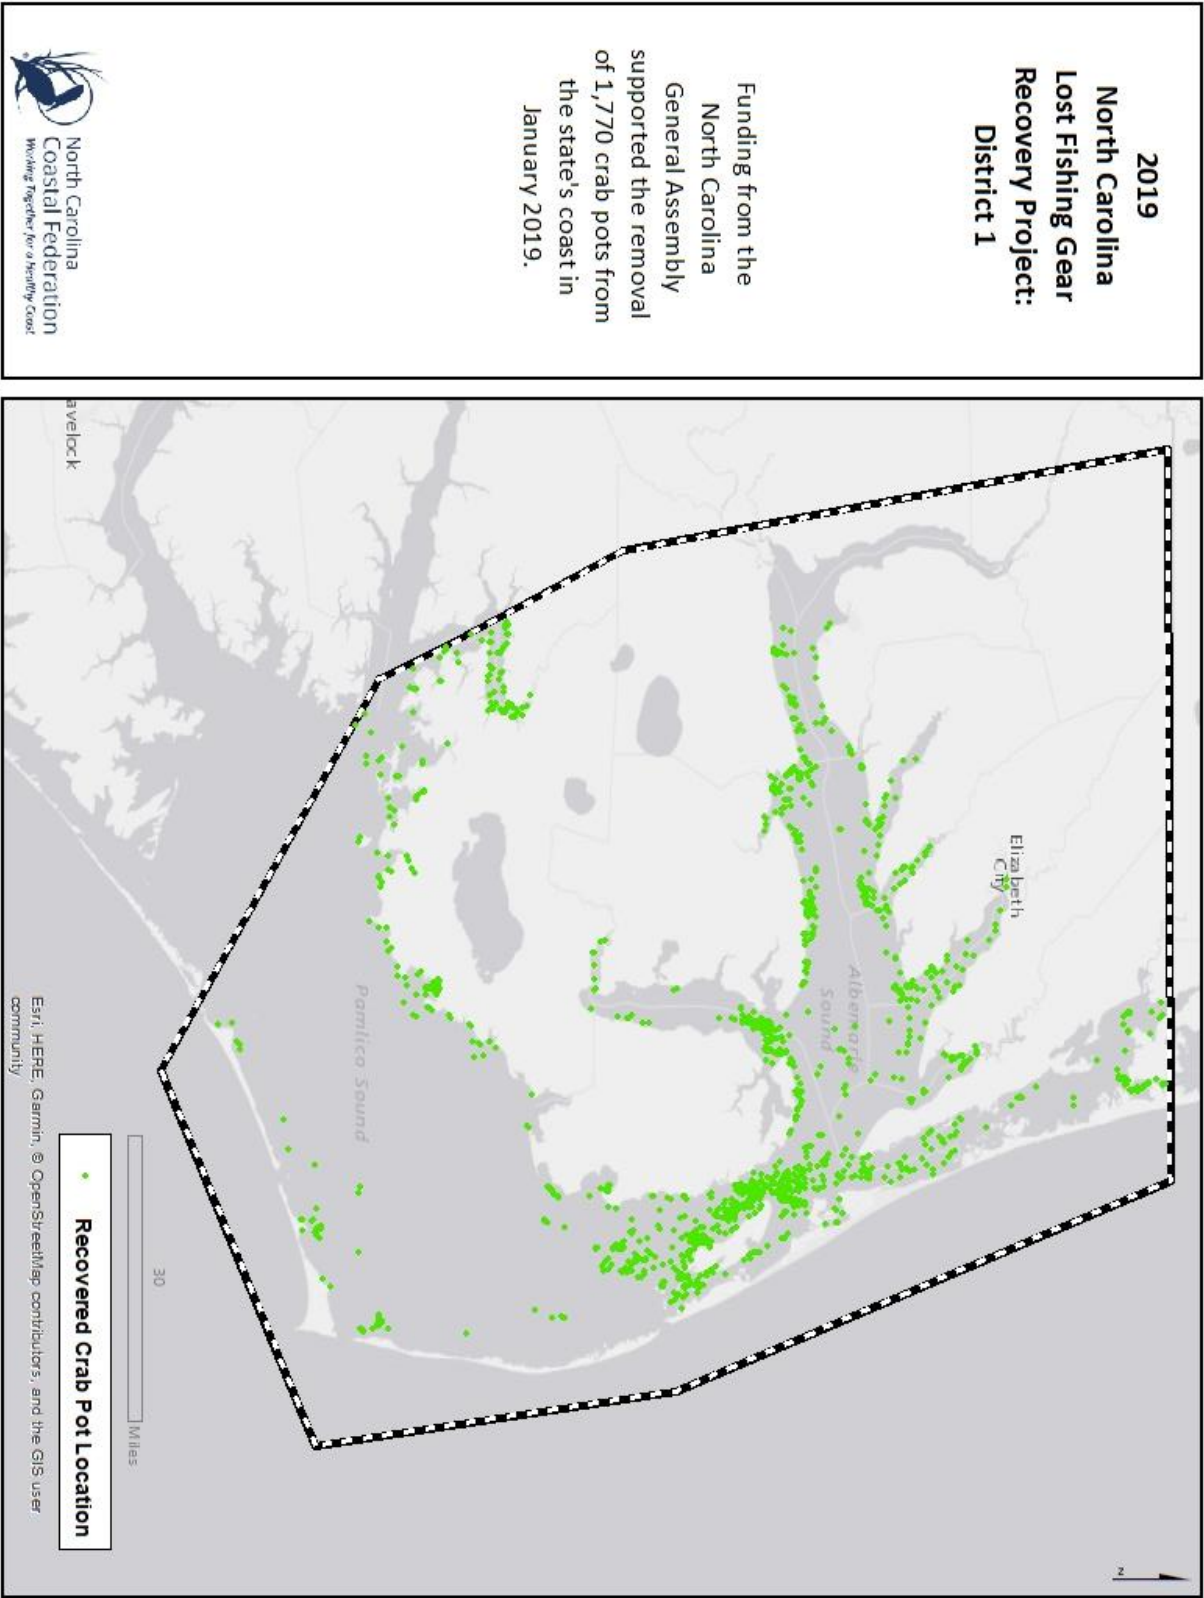 2019
North Carolina
Lost Fishing Gear
Recovery Project:
District 1
Funding from the
North Carolina
General Assembly
supported the removal
of 1,770 crab pots from
the state's coast in
January 2019.
North Carolina
Coastal Federation
Working Together for a Healthy Coast
Elizabeth
City
Albemarle
Sound
Pamlico Sound
avelock
N
30
Miles
Recovered Crab Pot Location
Esri, HERE, Garmin, © OpenStreetMap contributors, and the GIS user
community